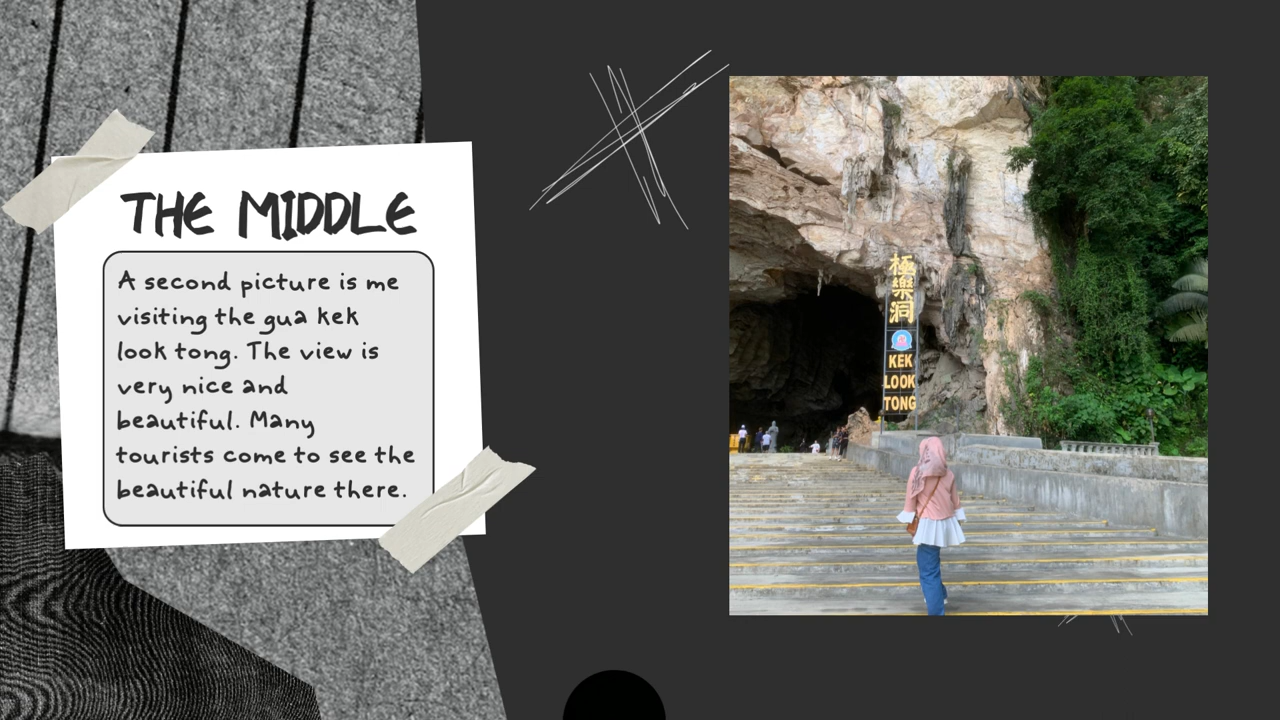 THE MIDDLE
A second picture is me
visiting the gua kek
look tong. The view is
very nice and
beautiful. Many
tourists come to see the
beautiful nature there.
極樂洞
KEK
LOOK
TONG